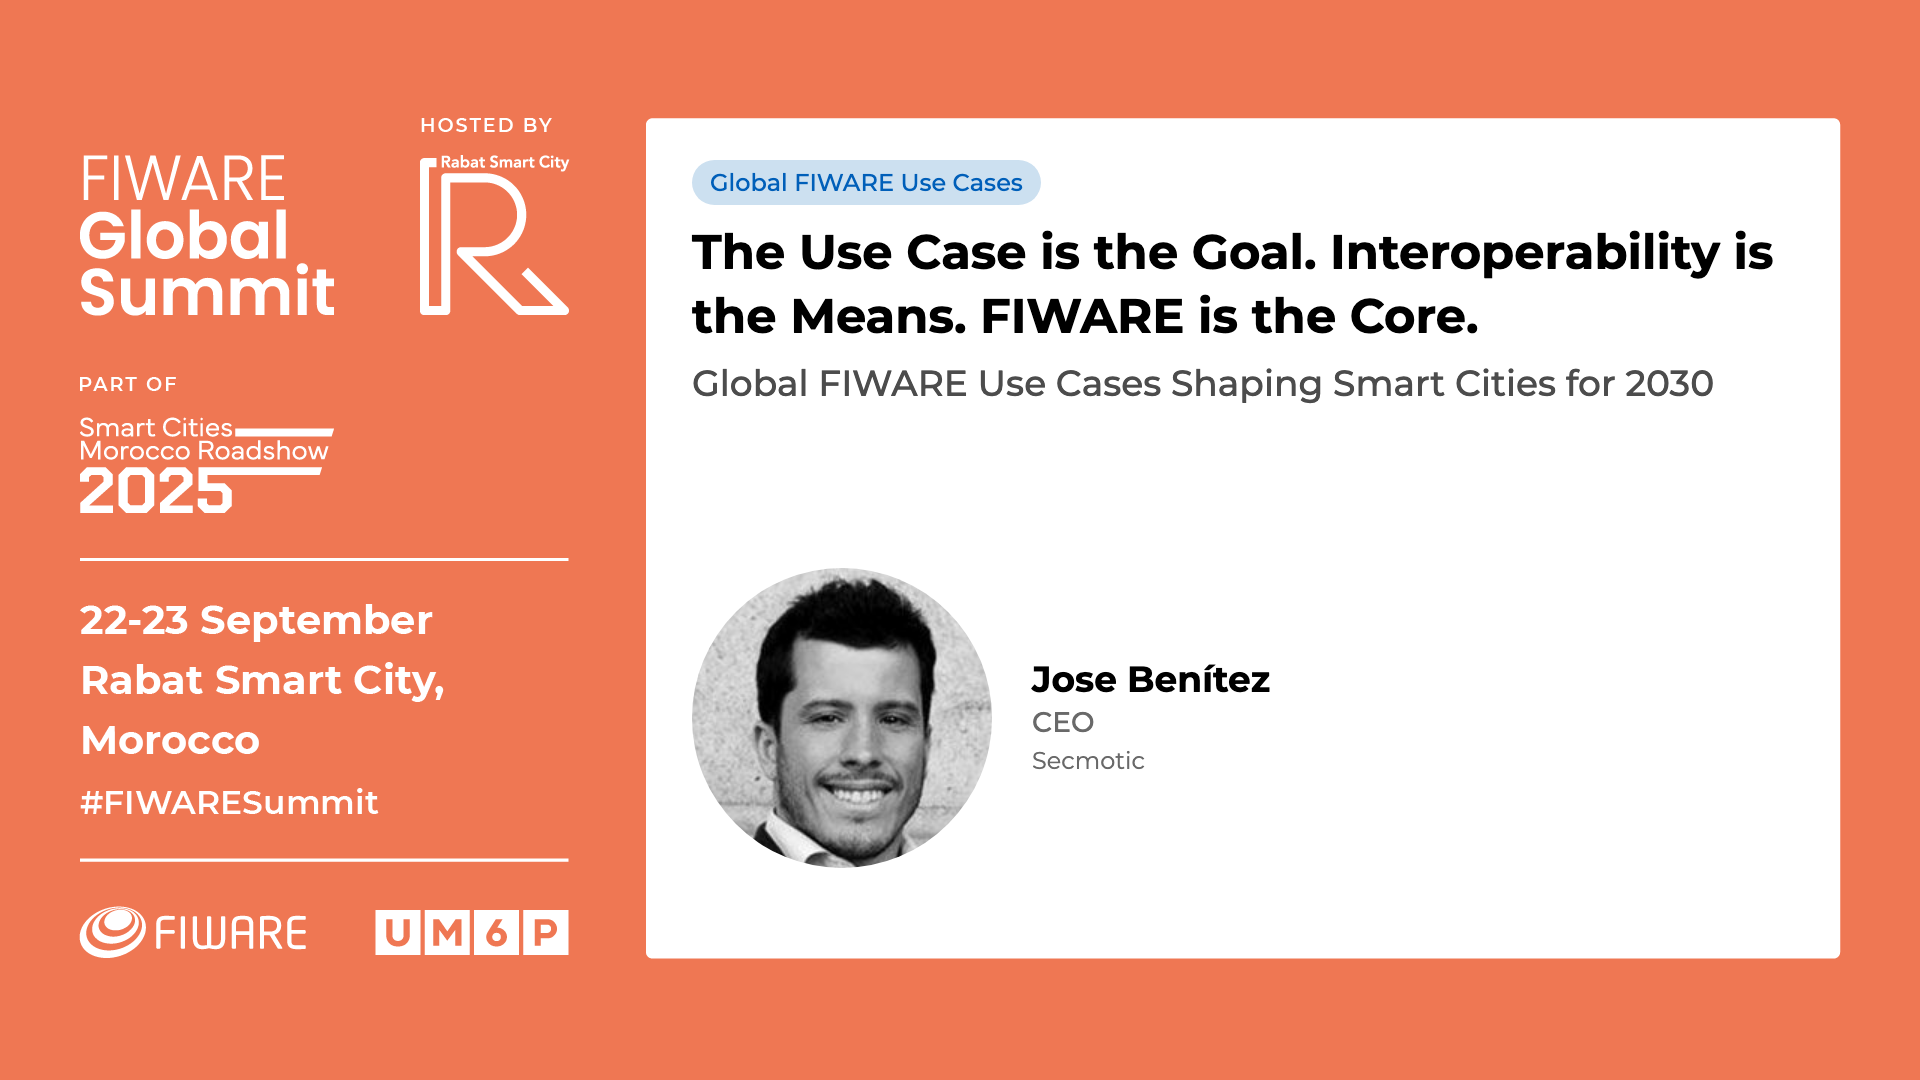 FIWARE
Global
Summit
HOSTED BY
Rabat Smart City
R
PART OF
Smart Cities
Morocco Roadshow
2025
22-23 September
Rabat Smart City,
Morocco
#FIWARESummit
FIWARE
UM6P
Global FIWARE Use Cases
The Use Case is the Goal. Interoperability is
the Means. FIWARE is the Core.
Global FIWARE Use Cases Shaping Smart Cities for 2030
Jose Benítez
CEO
Secmotic